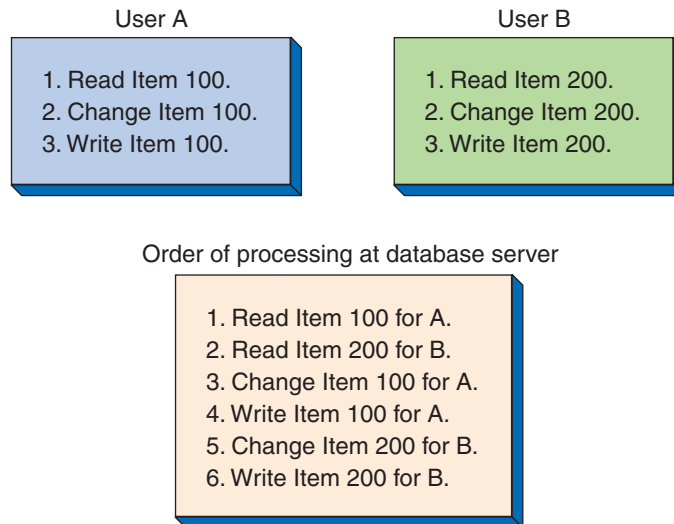 User A
1. Read Item 100.
2. Change Item 100.
3. Write Item 100.
User B
1. Read Item 200.
2. Change Item 200.
3. Write Item 200.
Order of processing at database server
1. Read Item 100 for A.
2. Read Item 200 for B.
3. Change Item 100 for A.
4. Write Item 100 for A.
5. Change Item 200 for B.
6. Write Item 200 for B.